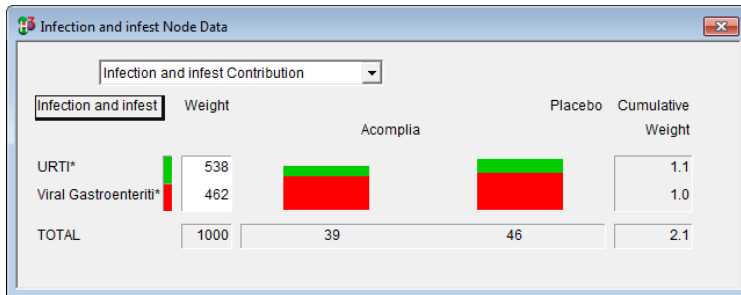 Infection and infest Node Data
Infection and infest Contribution
Infection and infest Weight Placebo Cumulative
Acomplia Weight
URTI* 538 1.1
Viral Gastroenteriti* 462 1.0
TOTAL 1000 39 46 2.1